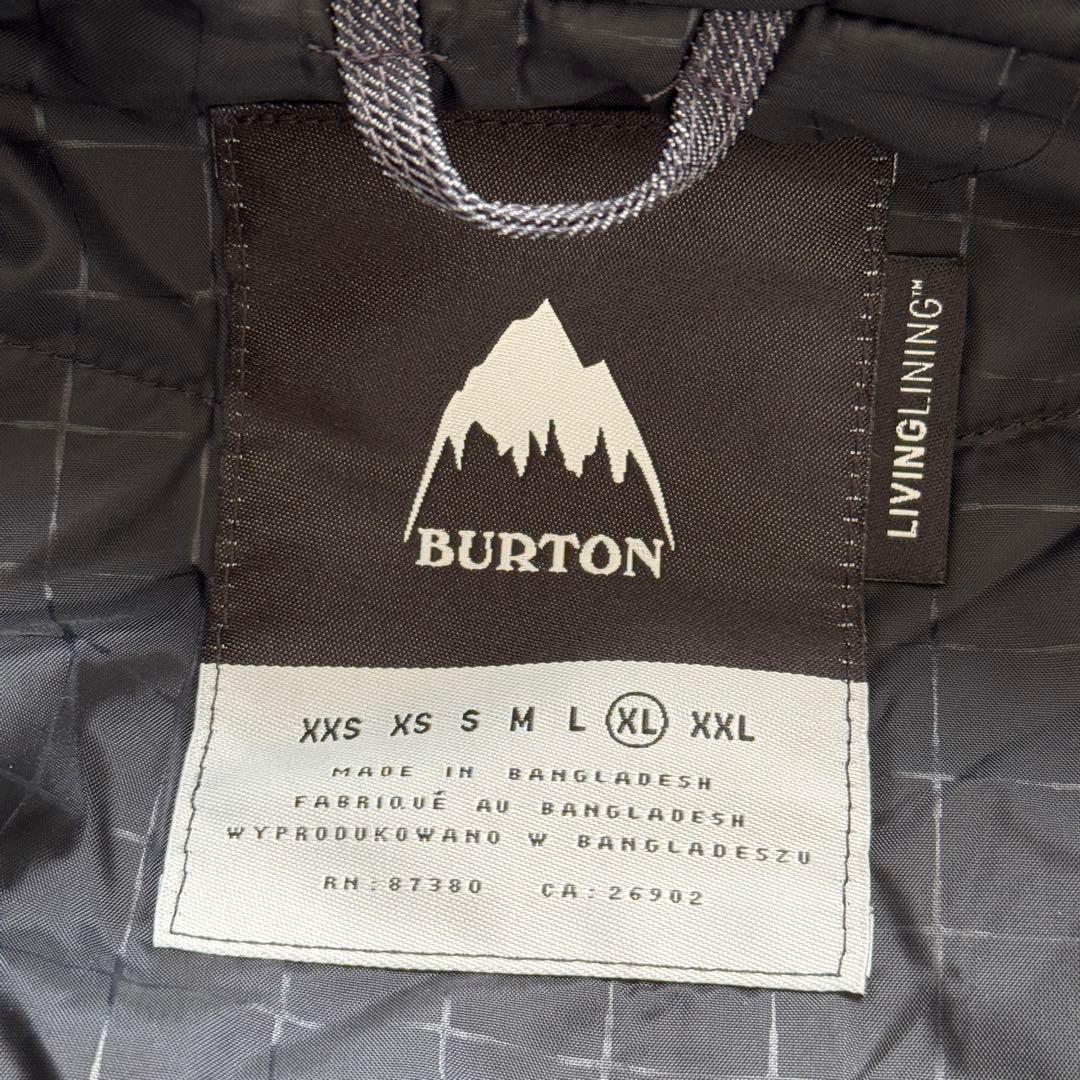 BURTON
LIVINGLINING™
XXS XS S M L XL XXL
MADE IN BANGLADESH
FABRIQUÉ AU BANGLADESH
WYPRODUKOWANO W BANGLADESZU
RN:87380 CA:26902